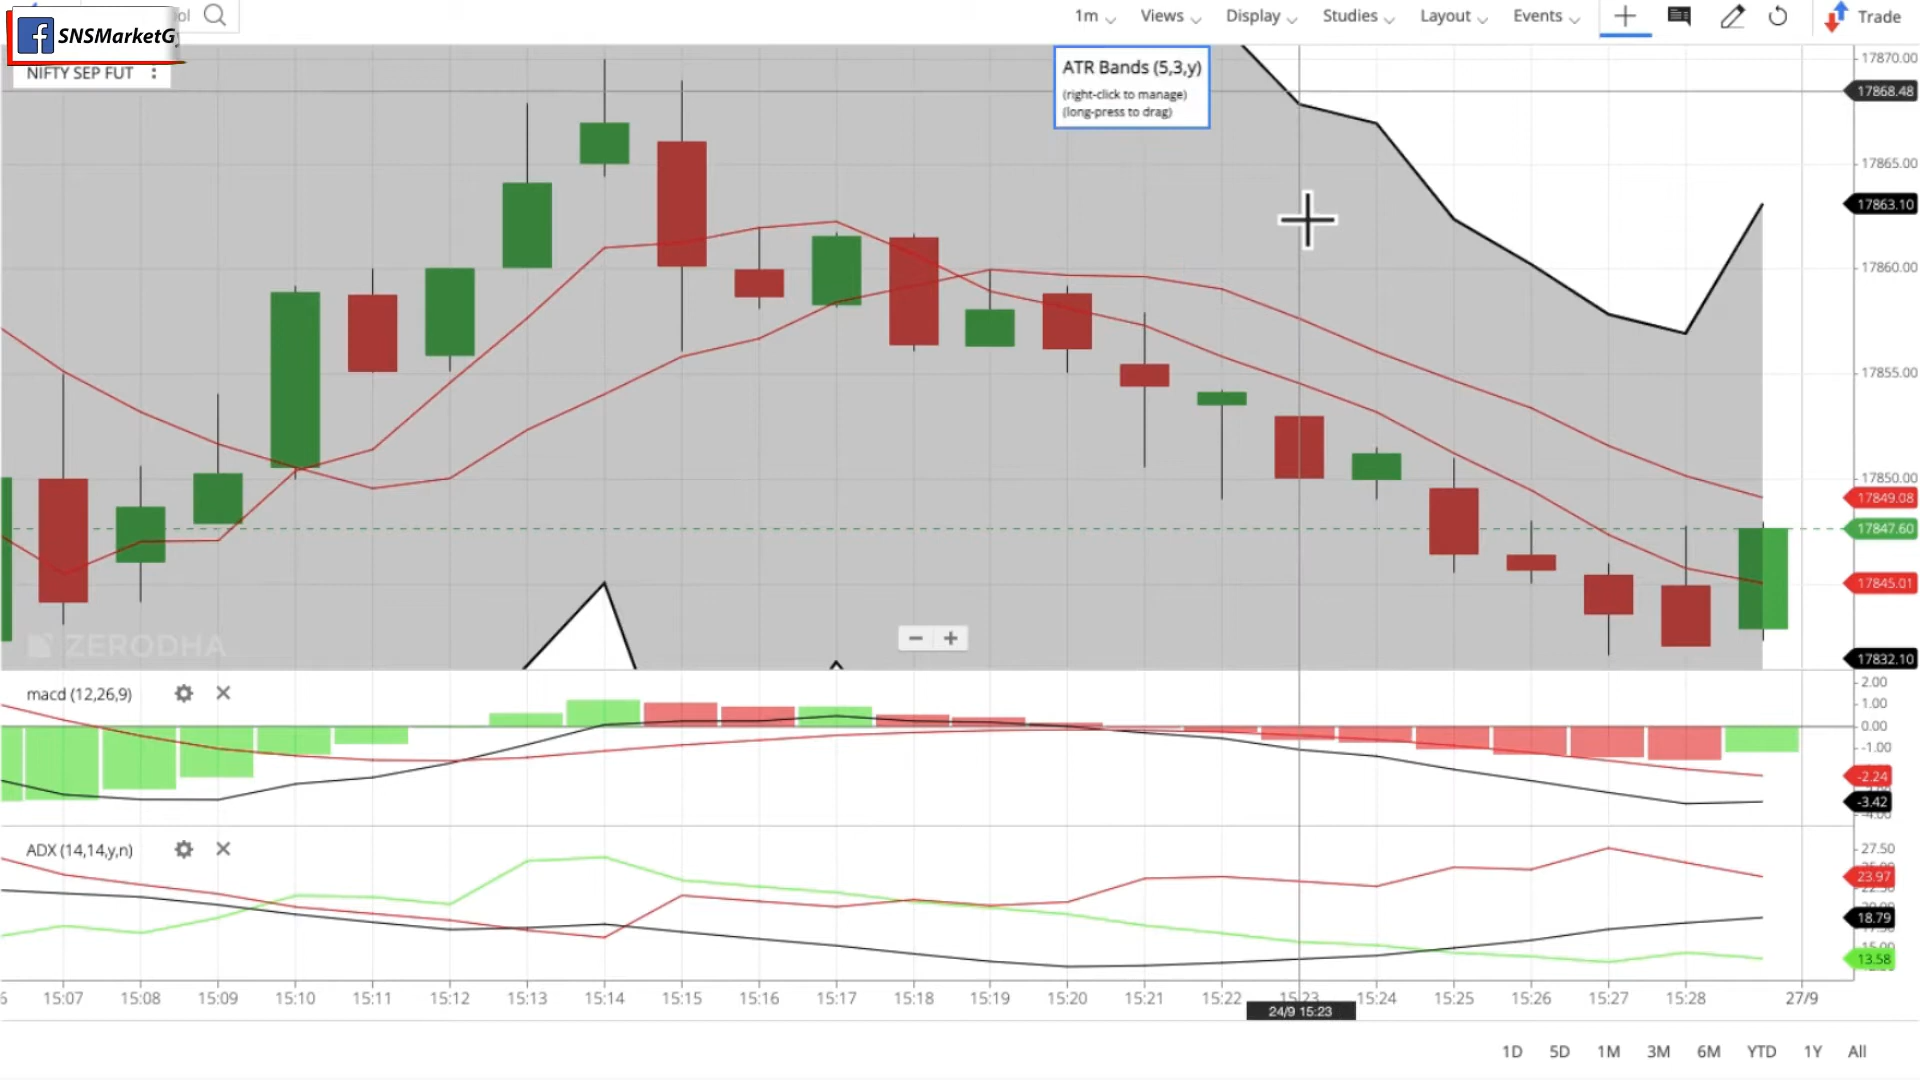 SNSMarketG
1m Views Display Studies Layout Events Trade
NIFTY SEP FUT
ATR Bands (5,3,y)
(right-click to manage)
(long-press to drag)
17870.00
17868.48
17865.00
17863.10
17860.00
17855.00
17850.00
17849.08
17847.60
17845.01
17832.10
ZERODHA
macd (12,26,9)
2.00
1.00
0.00
-1.00
-2.24
-3.42
-4.00
ADX (14,14,y,n)
27.50
23.97
18.79
15.00
13.58
15:07 15:08 15:09 15:10 15:11 15:12 15:13 15:14 15:15 15:16 15:17 15:18 15:19 15:20 15:21 15:22 15:23 15:24 15:25 15:26 15:27 15:28 27/9
24/9 15:23
1D 5D 1M 3M 6M YTD 1Y All